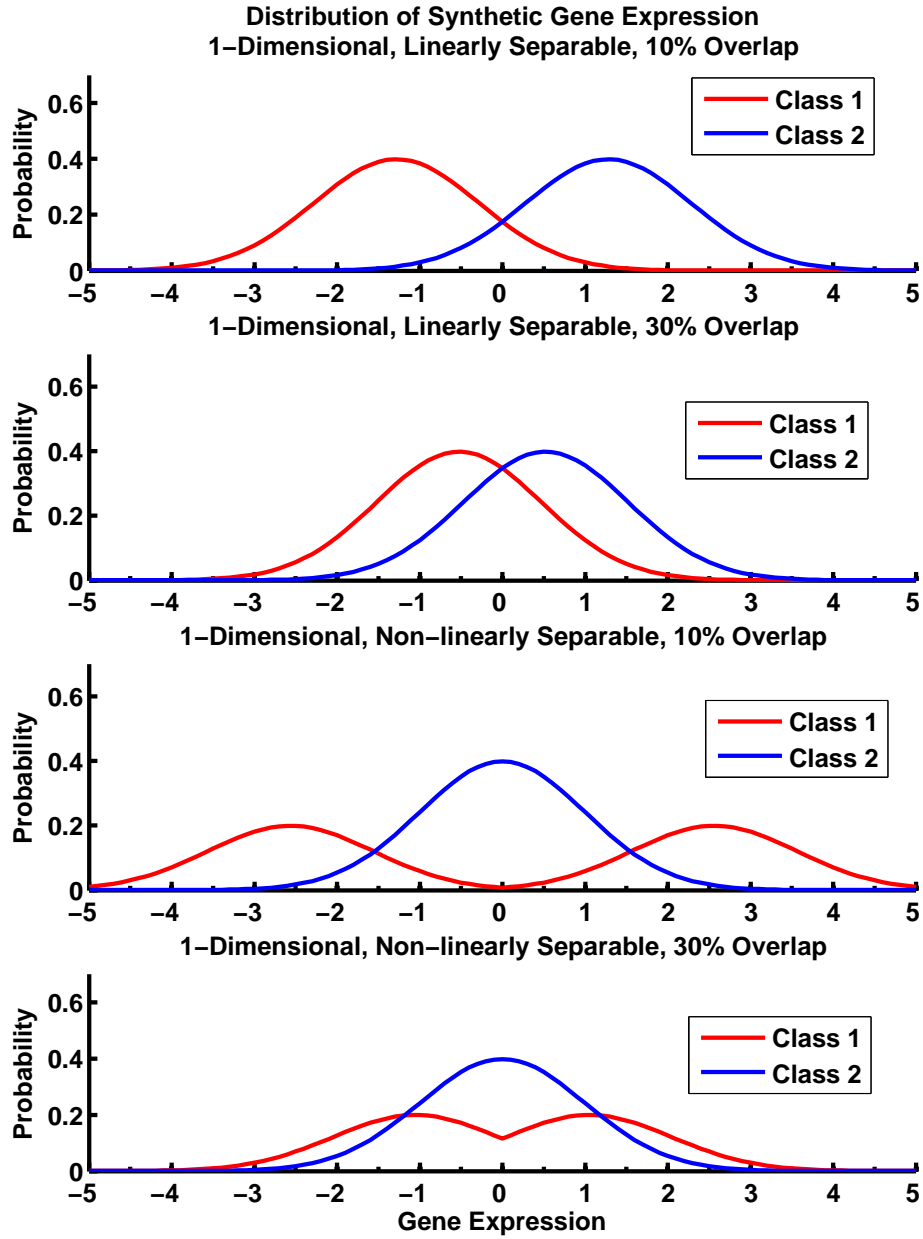 Distribution of Synthetic Gene Expression
1−Dimensional, Linearly Separable, 10% Overlap
Probability
0.6
0.4
0.2
0
Class 1
Class 2
−5 −4 −3 −2 −1 0 1 2 3 4 5
1−Dimensional, Linearly Separable, 30% Overlap
Probability
0.6
0.4
0.2
0
Class 1
Class 2
−5 −4 −3 −2 −1 0 1 2 3 4 5
1−Dimensional, Non−linearly Separable, 10% Overlap
Probability
0.6
0.4
0.2
0
Class 1
Class 2
−5 −4 −3 −2 −1 0 1 2 3 4 5
1−Dimensional, Non−linearly Separable, 30% Overlap
Probability
0.6
0.4
0.2
0
Class 1
Class 2
−5 −4 −3 −2 −1 0 1 2 3 4 5
Gene Expression